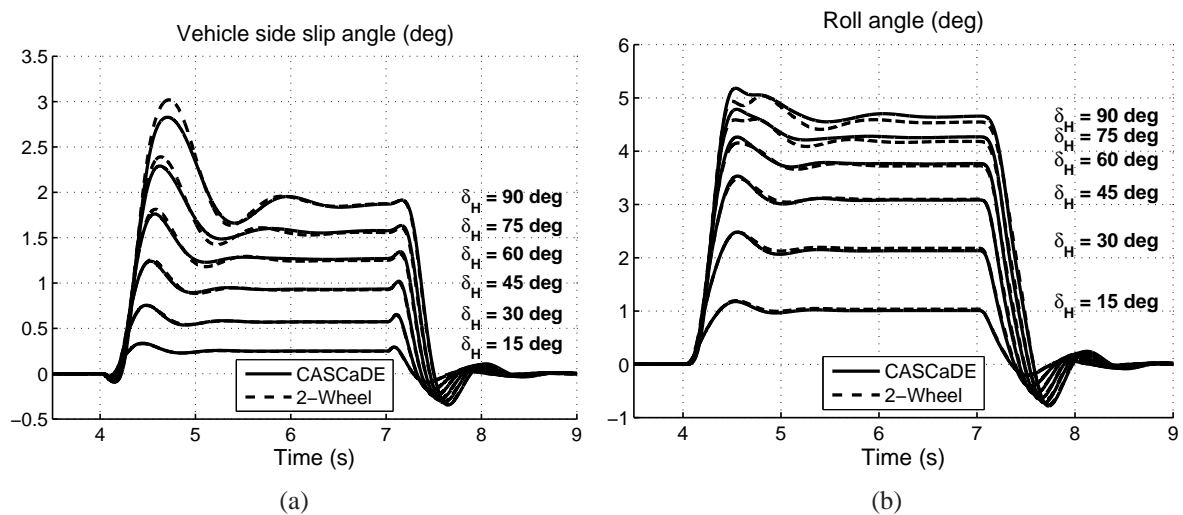 Vehicle side slip angle (deg)
3.5
3
2.5
2
1.5
1
0.5
0
−0.5
4
5
6
7
8
9
Time (s)
δH = 90 deg
δH = 75 deg
δH = 60 deg
δH = 45 deg
δH = 30 deg
δH = 15 deg
CASCaDE
2−Wheel
(a)
Roll angle (deg)
6
5
4
3
2
1
0
−1
4
5
6
7
8
9
Time (s)
δH = 90 deg
δH = 75 deg
δH = 60 deg
δH = 45 deg
δH = 30 deg
δH = 15 deg
CASCaDE
2−Wheel
(b)